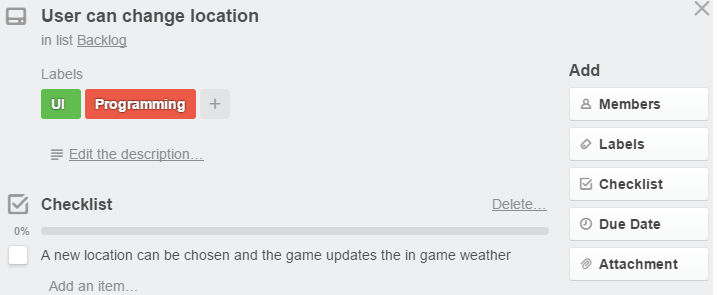 User can change location
in list Backlog
Labels
UI Programming +
Edit the description...
Checklist Delete...
0%
A new location can be chosen and the game updates the in game weather
Add an item...
Add
Members
Labels
Checklist
Due Date
Attachment